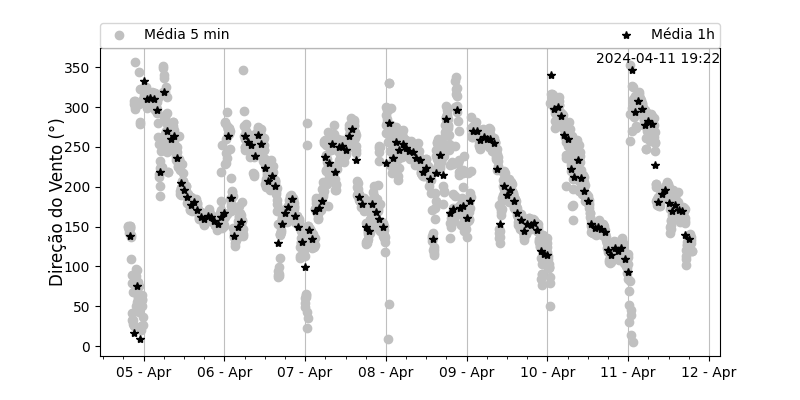 Média 5 min
Média 1h
2024-04-11 19:22
Direção do Vento (°)
350
300
250
200
150
100
50
0
05 - Apr
06 - Apr
07 - Apr
08 - Apr
09 - Apr
10 - Apr
11 - Apr
12 - Apr